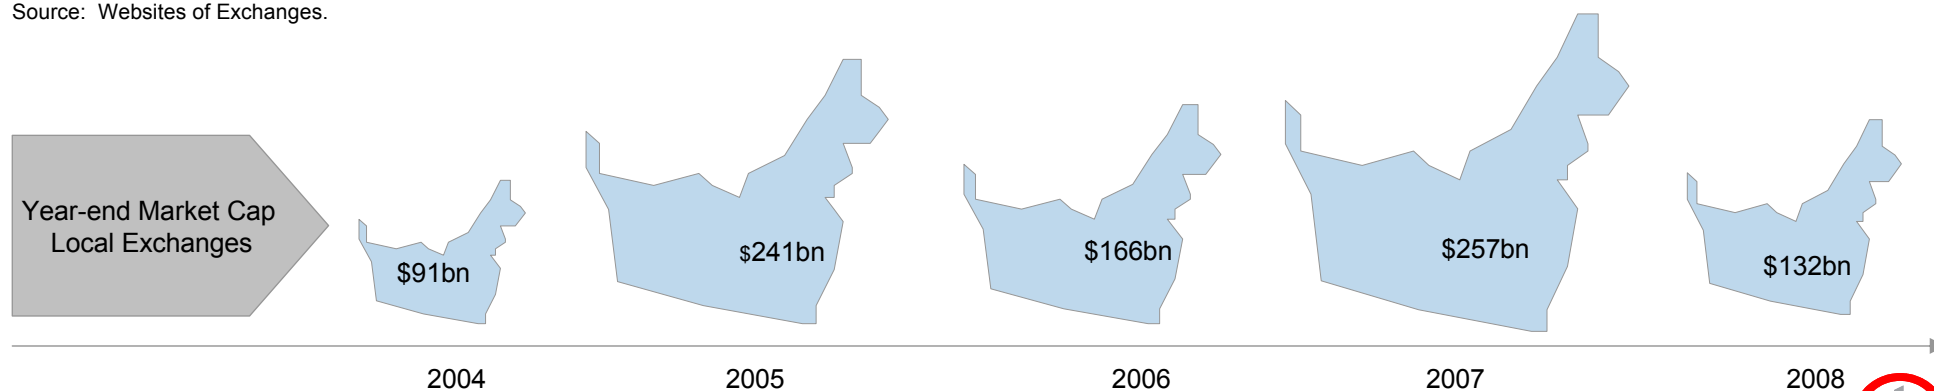 Source: Websites of Exchanges.
Year-end Market Cap
Local Exchanges
$91bn
$241bn
$166bn
$257bn
$132bn
2004
2005
2006
2007
2008